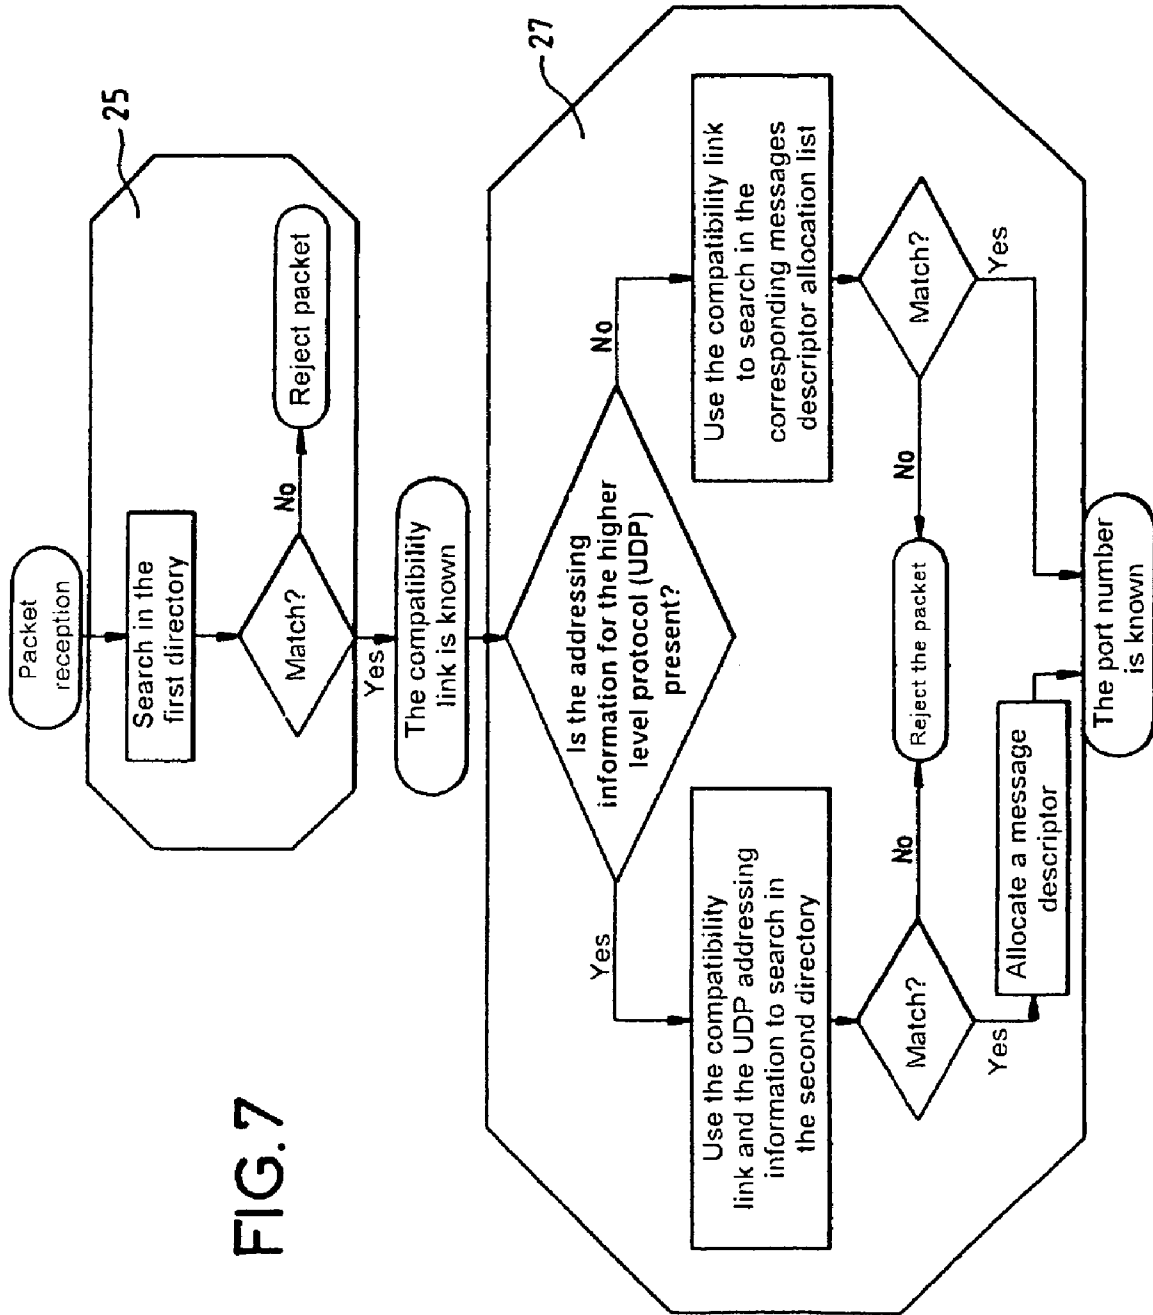 FIG.7
Packet
reception
25
Search in the
first directory
Match?
No
Reject packet
Yes
The compatibility
link is known
27
Is the addressing
information for the higher
level protocol (UDP)
present?
Yes
No
Use the compatibility
link and the UDP addressing
information to search in
the second directory
Use the compatibility link
to search in the
corresponding messages
descriptor allocation list
Match?
No
Yes
Reject the packet
Match?
No
Yes
Allocate a message
descriptor
The port number
is known